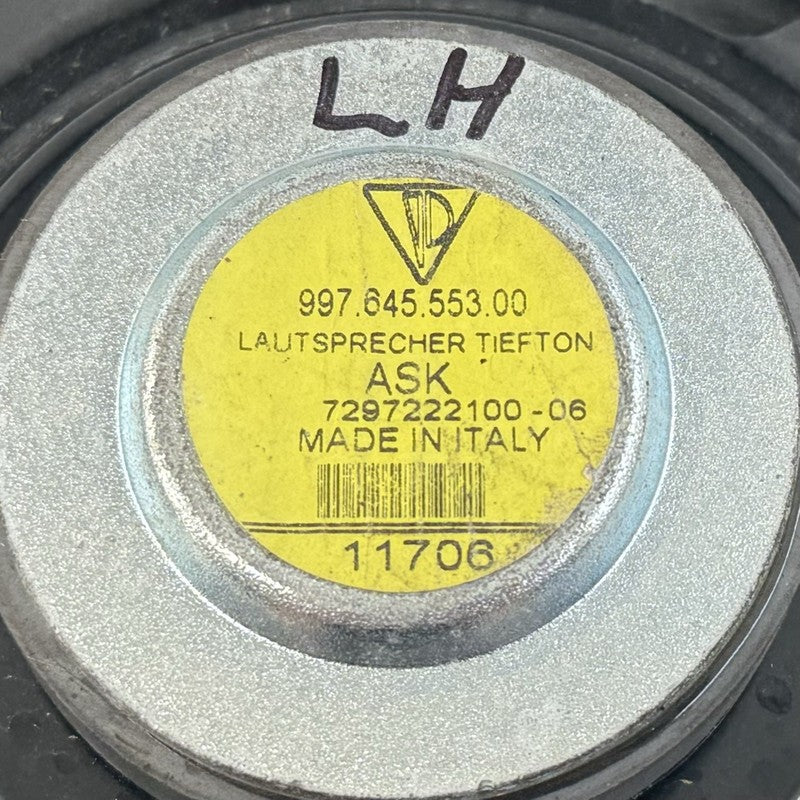 LH
997.645.553.00
LAUTSPRECHER TIEFTON
ASK
7297222100-06
MADE IN ITALY
11706